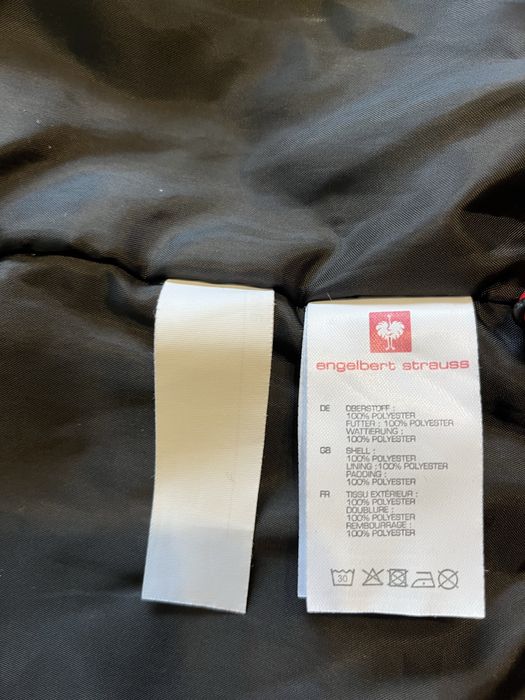 engelbert strauss
DE OBERSTOFF :
100% POLYESTER
FUTTER : 100% POLYESTER
WATTIERUNG :
100% POLYESTER
GB SHELL :
100% POLYESTER
LINING :100% POLYESTER
PADDING :
100% POLYESTER
FR TISSU EXTÉRIEUR :
100% POLYESTER
DOUBLURE :
100% POLYESTER
REMBOURRAGE :
100% POLYESTER
30